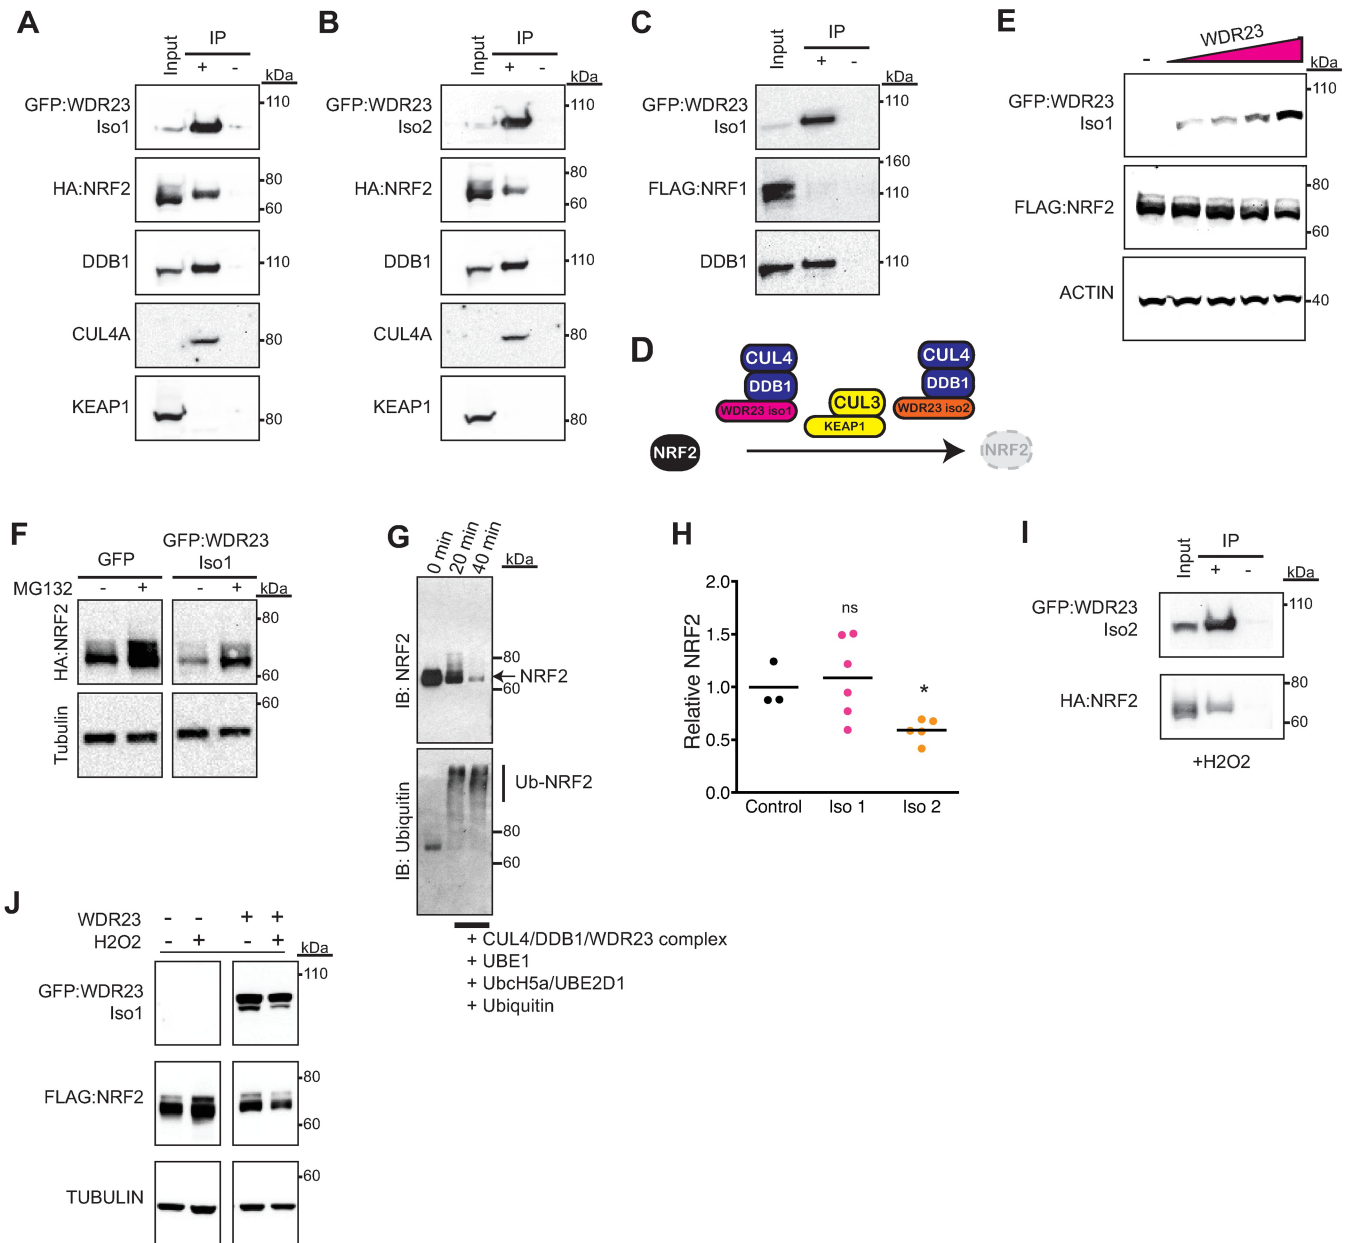 A
Input
IP
+ -
kDa
GFP:WDR23
Iso1
110
HA:NRF2
80
60
DDB1
110
CUL4A
80
KEAP1
80
B
Input
IP
+ -
kDa
GFP:WDR23
Iso2
110
HA:NRF2
80
60
DDB1
110
CUL4A
80
KEAP1
80
C
Input
IP
+ -
kDa
GFP:WDR23
Iso1
110
FLAG:NRF1
160
110
DDB1
110
D
CUL4
DDB1
WDR23 iso1
CUL3
KEAP1
CUL4
DDB1
WDR23 iso2
NRF2
NRF2
E
- WDR23
kDa
GFP:WDR23
Iso1
110
FLAG:NRF2
80
60
ACTIN
40
F
GFP
GFP:WDR23
Iso1
MG132 - + - +
kDa
HA:NRF2
80
60
Tubulin
60
G
0 min
20 min
40 min
kDa
IB: NRF2
80
60
NRF2
IB: Ubiquitin
Ub-NRF2
80
60
+ CUL4/DDB1/WDR23 complex
+ UBE1
+ UbcH5a/UBE2D1
+ Ubiquitin
H
Relative NRF2
2.0
1.5
1.0
0.5
0.0
ns
*
Control Iso 1 Iso 2
I
Input
IP
+ -
kDa
GFP:WDR23
Iso2
110
HA:NRF2
80
60
+H2O2
J
WDR23 - - + +
H2O2 - + - +
kDa
GFP:WDR23
Iso1
110
FLAG:NRF2
80
60
TUBULIN
60